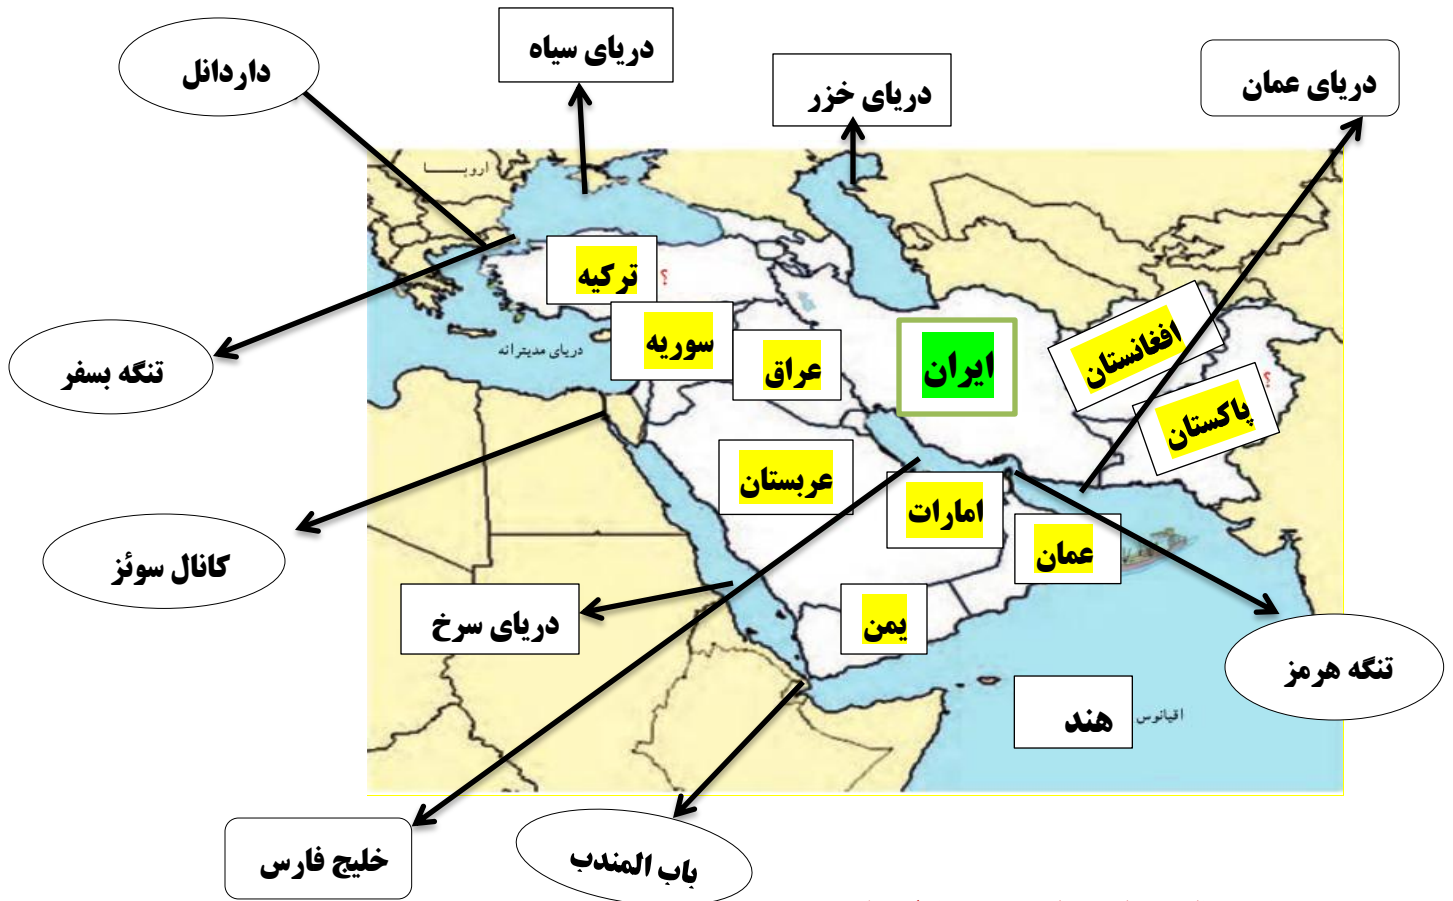 دریای سیاه
داردانل
دریای خزر
دریای عمان
اروپا
ترکیه
؟
سوریه
دریای مدیترانه
عراق
ایران
افغانستان
؟
پاکستان
تنگه بسفر
عربستان
امارات
عمان
کانال سوئز
دریای سرخ
یمن
تنگه هرمز
اقیانوس
هند
خلیج فارس
باب المندب